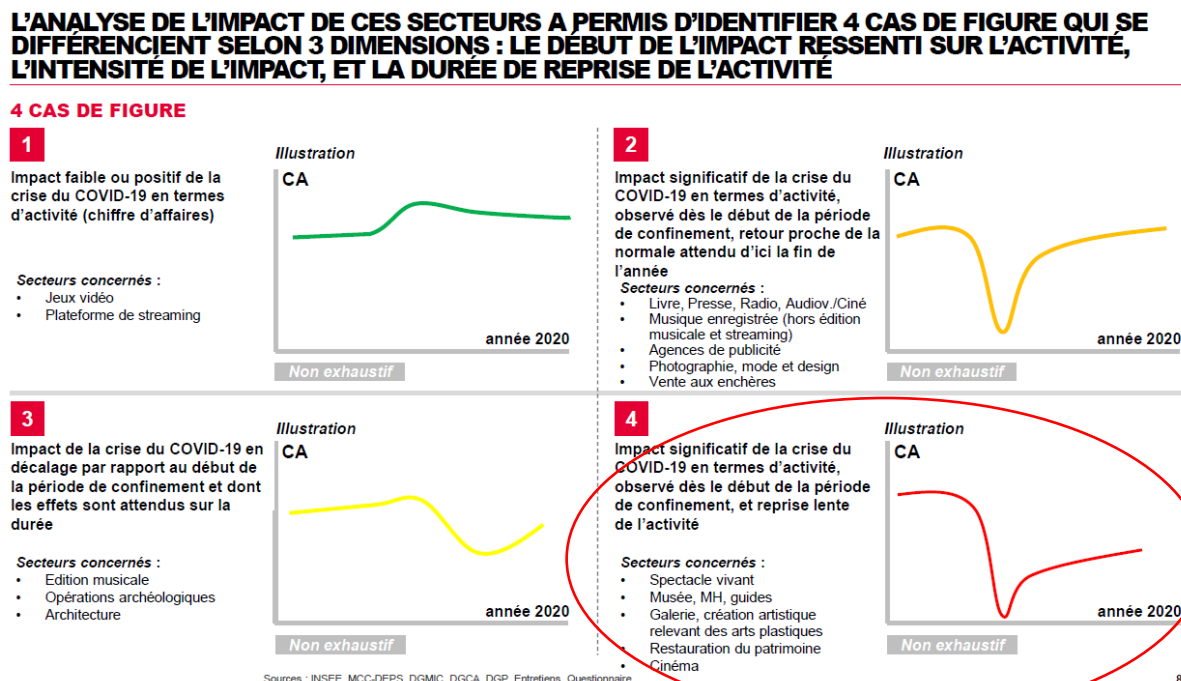 L'ANALYSE DE L'IMPACT DE CES SECTEURS A PERMIS D'IDENTIFIER 4 CAS DE FIGURE QUI SE
DIFFÉRENCIENT SELON 3 DIMENSIONS : LE DÉBUT DE L'IMPACT RESSENTI SUR L'ACTIVITÉ,
L'INTENSITÉ DE L'IMPACT, ET LA DURÉE DE REPRISE DE L'ACTIVITÉ
4 CAS DE FIGURE
1
Impact faible ou positif de la
crise du COVID-19 en termes
d'activité (chiffre d'affaires)
Secteurs concernés :
• Jeux vidéo
• Plateforme de streaming
Illustration
CA
année 2020
Non exhaustif
2
Impact significatif de la crise du
COVID-19 en termes d'activité,
observé dès le début de la période
de confinement, retour proche de la
normale attendu d'ici la fin de
l'année
Secteurs concernés :
• Livre, Presse, Radio, Audiov./Ciné
• Musique enregistrée (hors édition
musicale et streaming)
• Agences de publicité
• Photographie, mode et design
• Vente aux enchères
Illustration
CA
année 2020
Non exhaustif
3
Impact de la crise du COVID-19 en
décalage par rapport au début de
la période de confinement et dont
les effets sont attendus sur la
durée
Secteurs concernés :
• Edition musicale
• Opérations archéologiques
• Architecture
Illustration
CA
année 2020
Non exhaustif
4
Impact significatif de la crise du
COVID-19 en termes d'activité,
observé dès le début de la période
de confinement, et reprise lente
de l'activité
Secteurs concernés :
• Spectacle vivant
• Musée, MH, guides
• Galerie, création artistique
relevant des arts plastiques
• Restauration du patrimoine
• Cinéma
Illustration
CA
année 2020
Non exhaustif
Sources : INSEE, MCC-DEPS, DGMIC, DGCA, DGP, Entretiens, Questionnaire
8